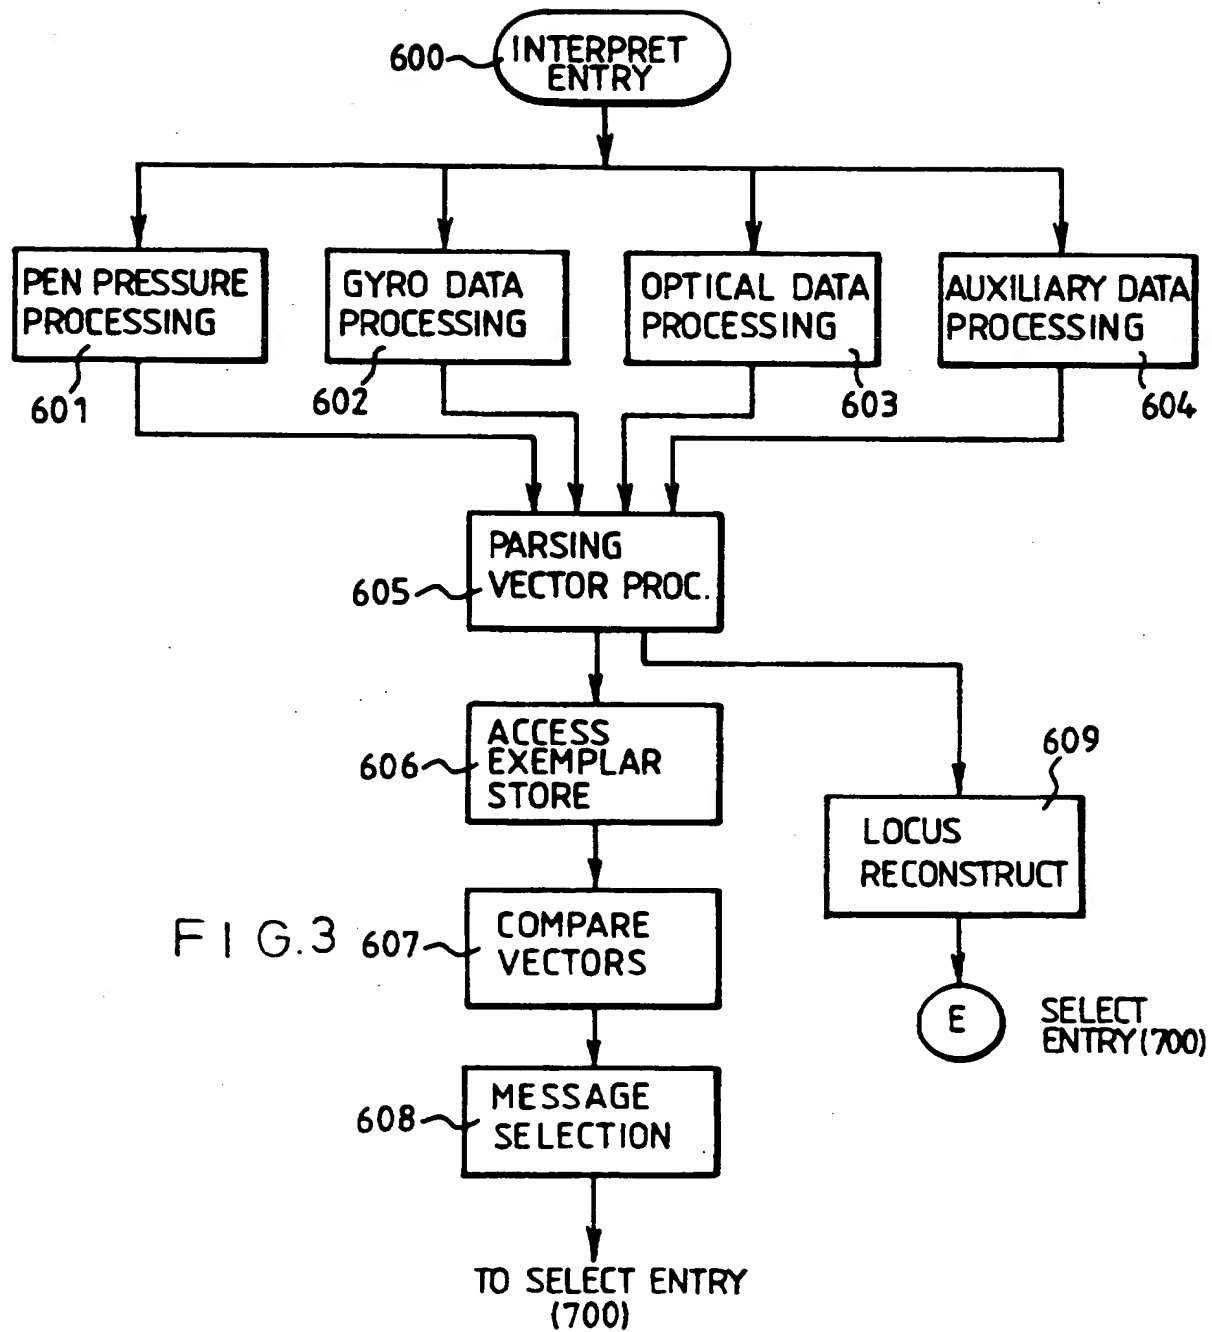 600
INTERPRET
ENTRY
PEN PRESSURE
PROCESSING
601
GYRO DATA
PROCESSING
602
OPTICAL DATA
PROCESSING
603
AUXILIARY DATA
PROCESSING
604
605
PARSING
VECTOR PROC.
606
ACCESS
EXEMPLAR
STORE
609
LOCUS
RECONSTRUCT
FIG.3
607
COMPARE
VECTORS
E
SELECT
ENTRY(700)
608
MESSAGE
SELECTION
TO SELECT ENTRY
(700)